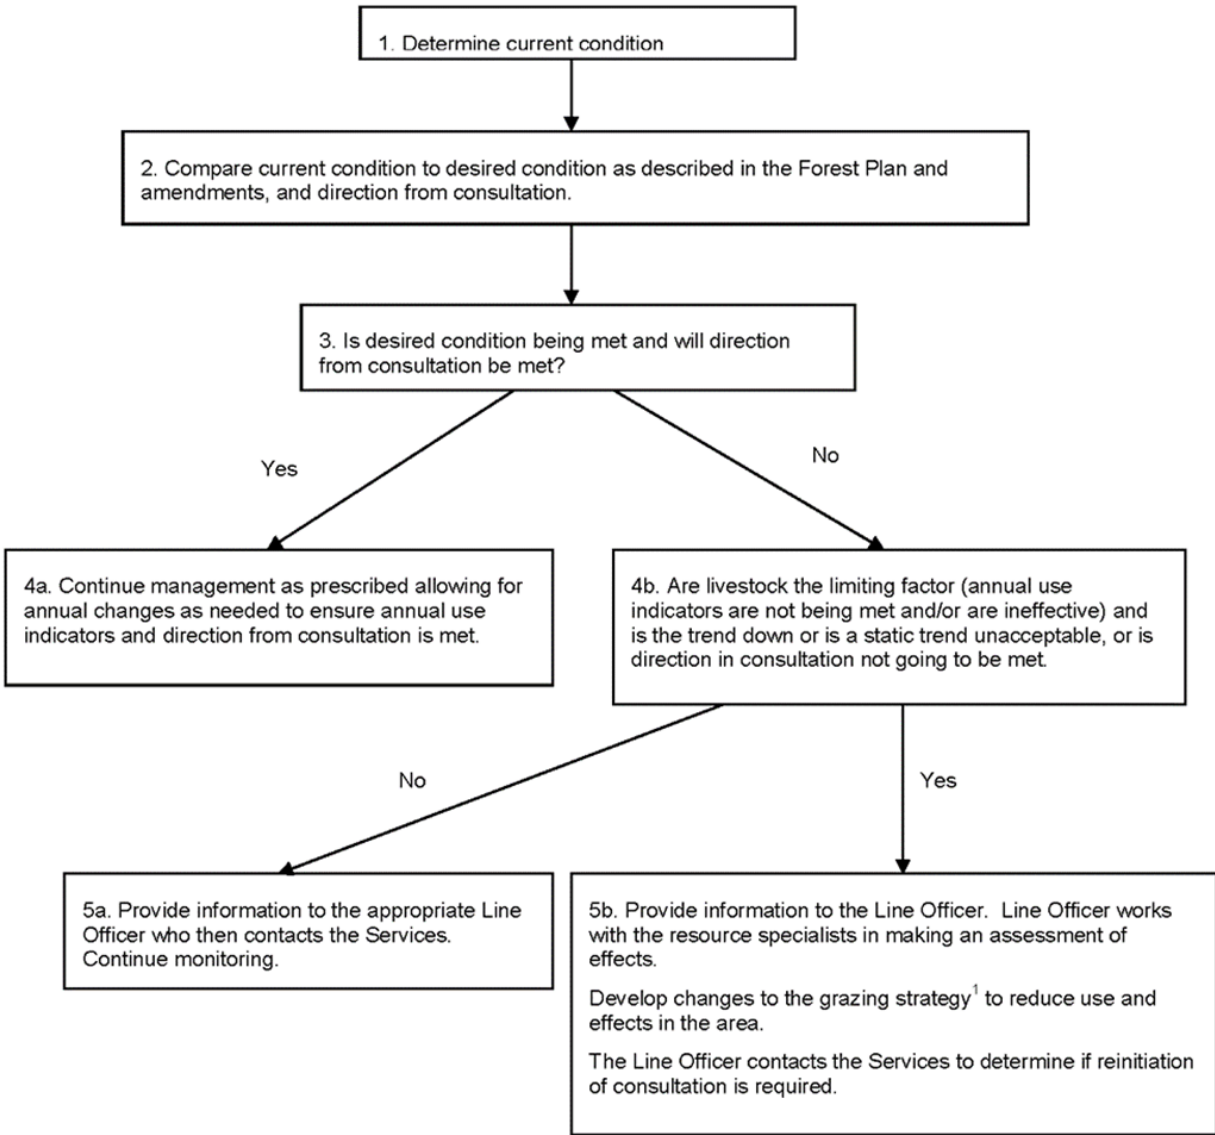 1. Determine current condition
2. Compare current condition to desired condition as described in the Forest Plan and
amendments, and direction from consultation.
3. Is desired condition being met and will direction
from consultation be met?
Yes
No
4a. Continue management as prescribed allowing for
annual changes as needed to ensure annual use
indicators and direction from consultation is met.
4b. Are livestock the limiting factor (annual use
indicators are not being met and/or are ineffective) and
is the trend down or is a static trend unacceptable, or is
direction in consultation not going to be met.
No
Yes
5a. Provide information to the appropriate Line
Officer who then contacts the Services.
Continue monitoring.
5b. Provide information to the Line Officer.  Line Officer works
with the resource specialists in making an assessment of
effects.
Develop changes to the grazing strategy¹ to reduce use and
effects in the area.
The Line Officer contacts the Services to determine if reinitiation
of consultation is required.